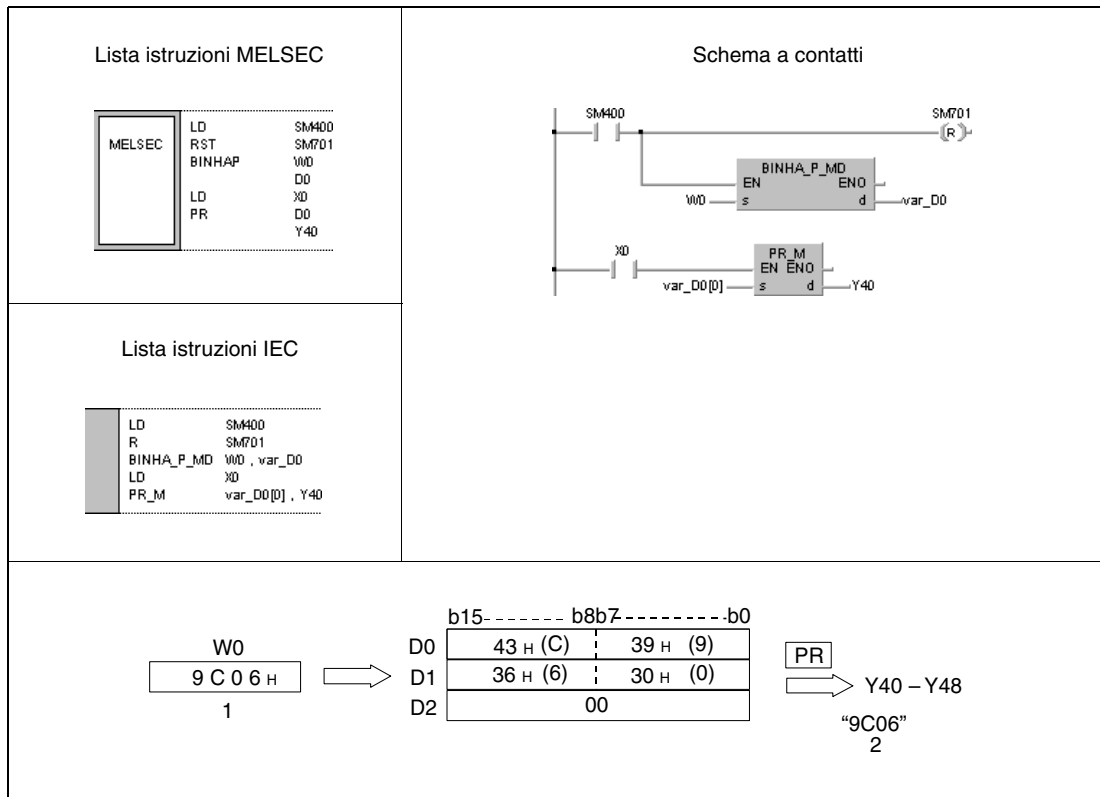 Lista istruzioni MELSEC
MELSEC
LD SM400
RST SM701
BINHAP W0
D0
LD X0
PR D0
Y40
Schema a contatti
SM400 SM701
R
BINHA_P_MD
EN ENO
W0 s d var_D0
X0
PR_M
EN ENO
var_D0[0] s d Y40
Lista istruzioni IEC
LD SM400
R SM701
BINHA_P_MD W0 , var_D0
LD X0
PR_M var_D0[0] , Y40
b15------- b8b7----------b0
W0
9 C 0 6 H
1
D0 43 H (C) 39 H (9)
D1 36 H (6) 30 H (0)
D2 00
PR
Y40 – Y48
“9C06”
2